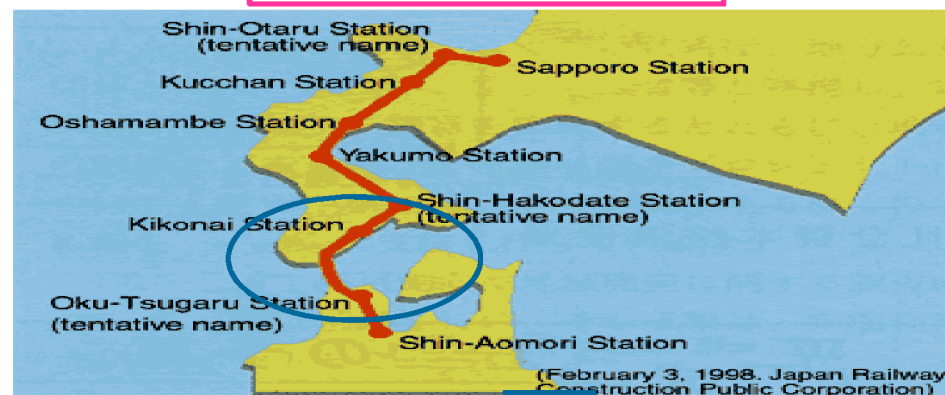 Shin-Otaru Station
(tentative name)
Sapporo Station
Kucchan Station
Oshamambe Station
Yakumo Station
Shin-Hakodate Station
(tentative name)
Kikonai Station
Oku-Tsugaru Station
(tentative name)
Shin-Aomori Station
(February 3, 1998. Japan Railway
Construction Public Corporation)